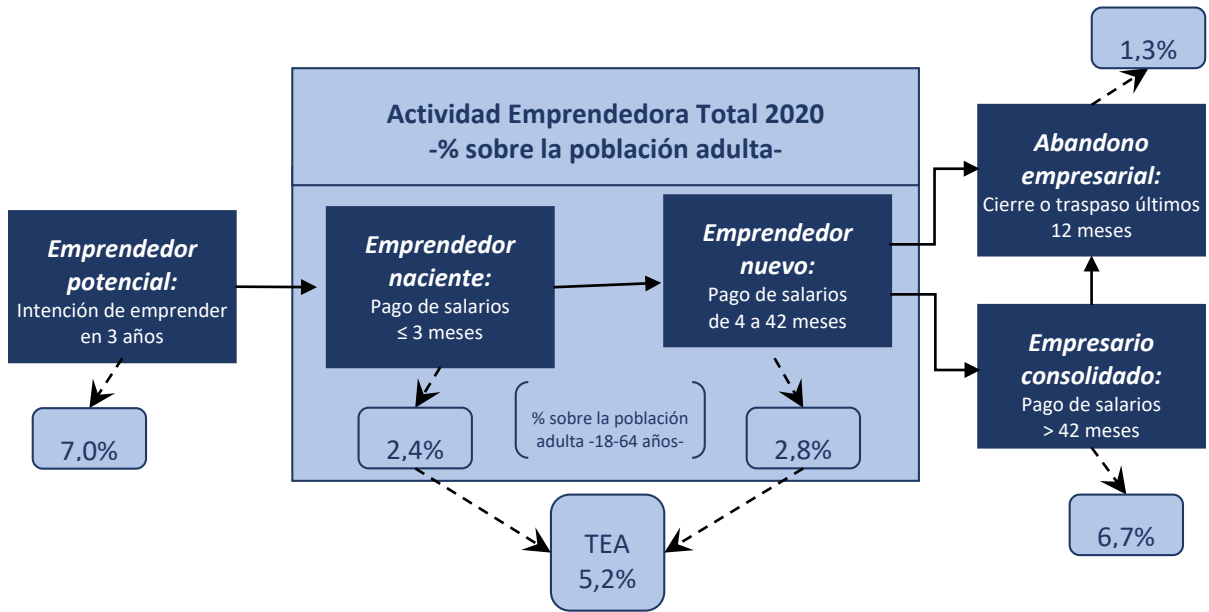 Actividad Emprendedora Total 2020
-% sobre la población adulta-
Emprendedor
potencial:
Intención de emprender
en 3 años
7.0%
Emprendedor
naciente:
Pago de salarios
≤ 3 meses
2,4%
Emprendedor
nuevo:
Pago de salarios
de 4 a 42 meses
2,8%
% sobre la población
adulta -18-64 años-
TEA
5,2%
1,3%
Abandono
empresarial:
Cierre o traspaso últimos
12 meses
Empresario
consolidado:
Pago de salarios
> 42 meses
6,7%